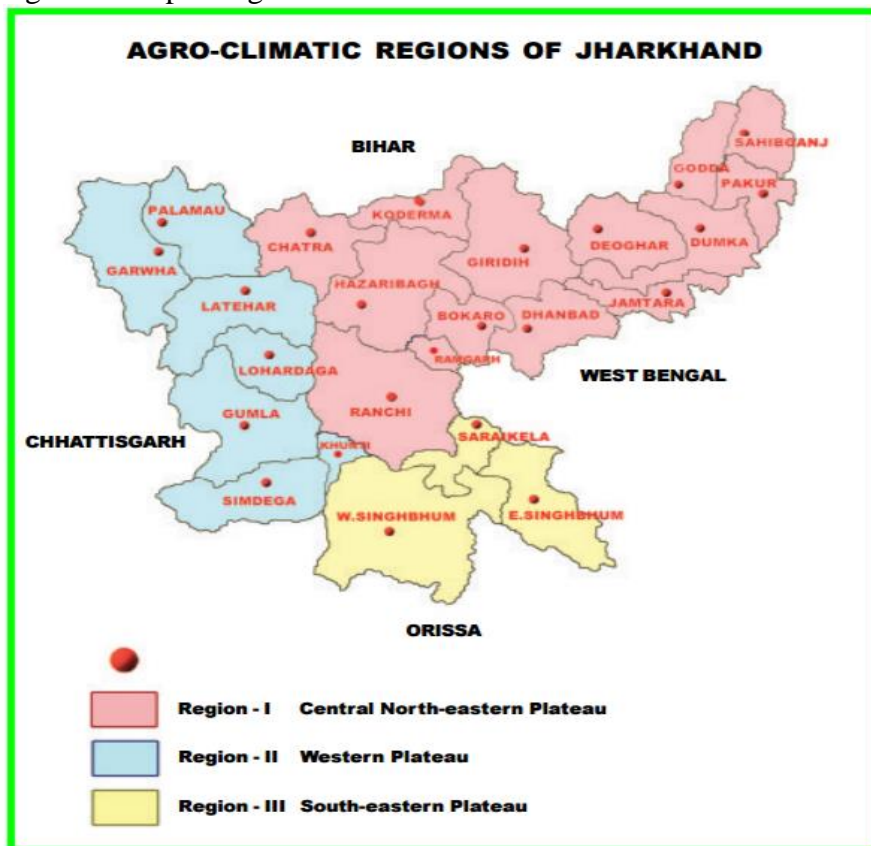 AGRO-CLIMATIC REGIONS OF JHARKHAND
BIHAR
SAHIBGANJ
GODDA
PAKUR
PALAMAU
KODERMA
CHATRA
DEOGHAR
DUMKA
GIRIDIH
GARWHA
HAZARIBAGH
LATEHAR
JAMTARA
BOKARO
DHANBAD
RAMGARH
LOHARDAGA
WEST BENGAL
RANCHI
GUMLA
SARAIKELA
CHHATTISGARH
SIMDEGA
W.SINGHBHUM
E.SINGHBHUM
ORISSA
Region - I Central North-eastern Plateau
Region - II Western Plateau
Region - III South-eastern Plateau